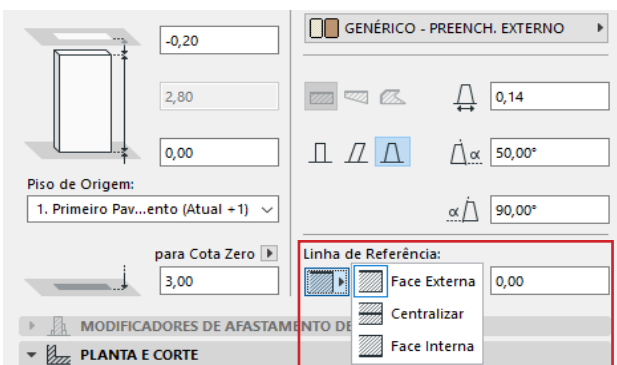 -0,20
GENÉRICO - PREENCH. EXTERNO
2,80
0,14
0,00
α 50,00°
Piso de Origem:
1. Primeiro Pav...ento (Atual +1)
α 90,00°
para Cota Zero
Linha de Referência:
3,00
Face Externa
0,00
Centralizar
MODIFICADORES DE AFASTAMENTO DE
Face Interna
PLANTA E CORTE